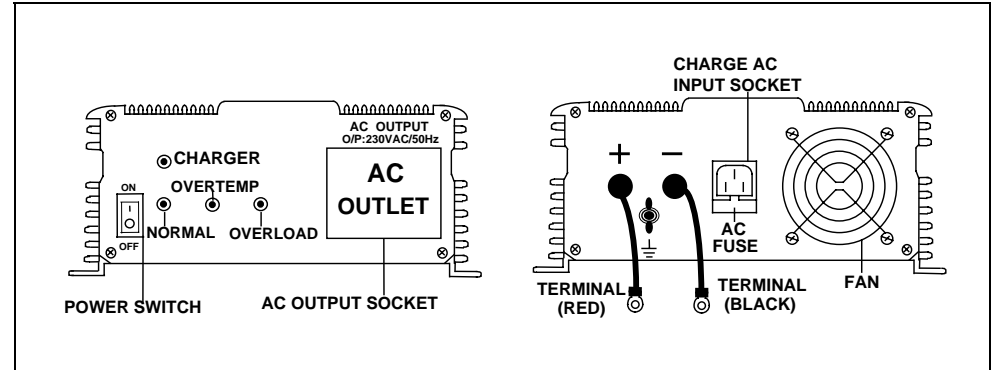 AC OUTPUT
O/P:230VAC/50Hz
CHARGER
AC
OUTLET
ON
OVERTEMP
OFF
NORMAL
OVERLOAD
POWER SWITCH
AC OUTPUT SOCKET
CHARGE AC
INPUT SOCKET
+
−
AC
FUSE
TERMINAL
(RED)
TERMINAL
(BLACK)
FAN